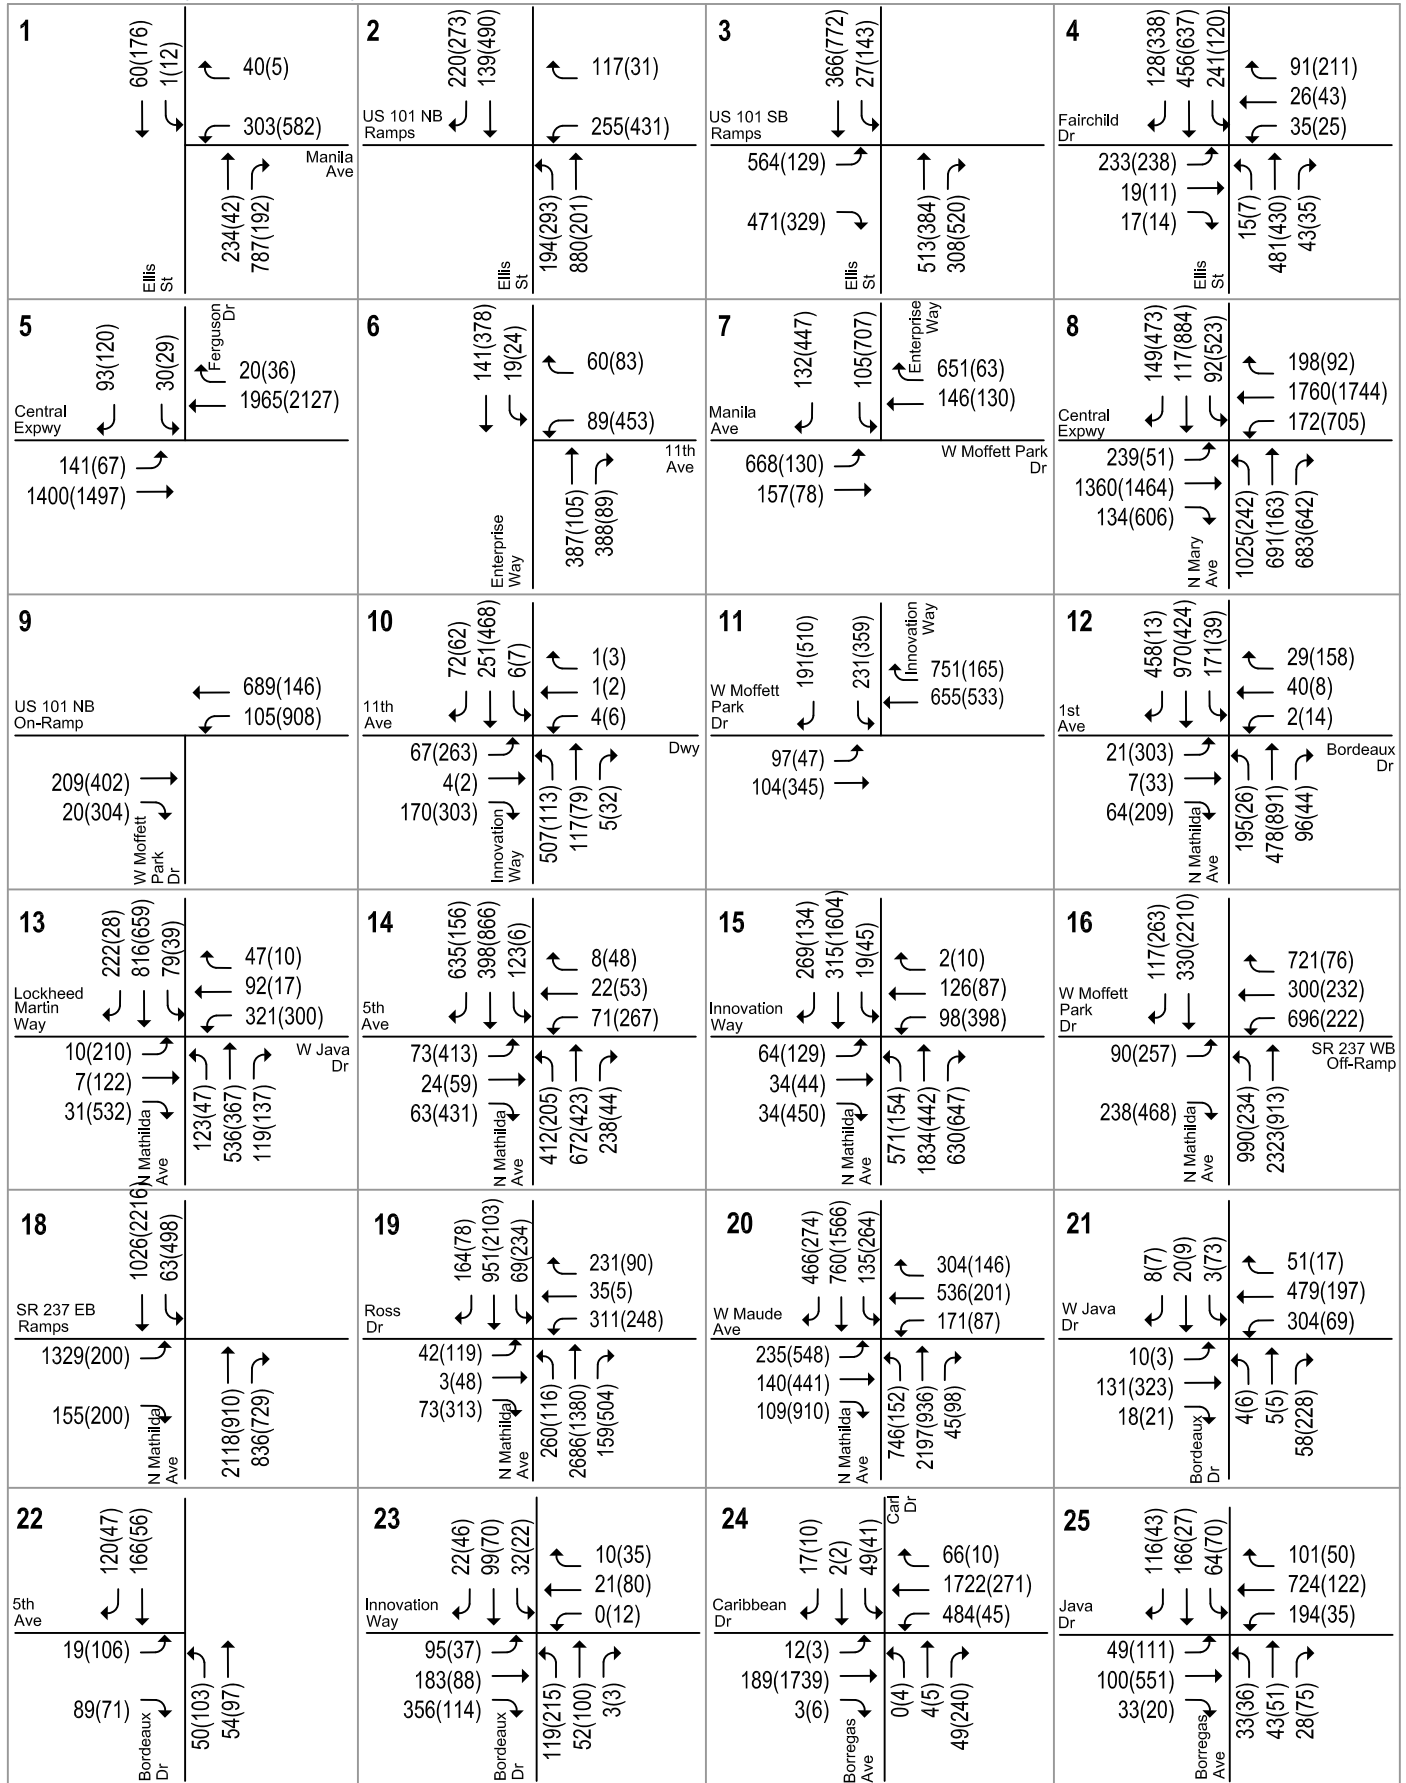 1
60(176)
1(12)
40(5)
303(582)
Manila
Ave
234(42)
787(192)
Ellis
St
2
220(273)
139(490)
117(31)
255(431)
US 101 NB
Ramps
194(293)
880(201)
Ellis
St
3
366(772)
27(143)
US 101 SB
Ramps
564(129)
471(329)
513(384)
308(520)
Ellis
St
4
128(338)
456(637)
241(120)
91(211)
26(43)
35(25)
Fairchild
Dr
233(238)
19(11)
17(14)
15(7)
481(430)
43(35)
Ellis
St
5
93(120)
30(29)
Ferguson
Dr
20(36)
1965(2127)
Central
Expwy
141(67)
1400(1497)
6
141(378)
19(24)
60(83)
89(453)
11th
Ave
387(105)
388(89)
Enterprise
Way
7
132(447)
105(707)
Enterprise
Way
651(63)
146(130)
Manila
Ave
W Moffett Park
Dr
668(130)
157(78)
8
149(473)
117(884)
92(523)
198(92)
1760(1744)
172(705)
Central
Expwy
239(51)
1360(1464)
134(606)
1025(242)
691(163)
683(642)
N Mary
Ave
9
689(146)
105(908)
US 101 NB
On-Ramp
209(402)
20(304)
W Moffett
Park
Dr
10
72(62)
251(468)
6(7)
1(3)
1(2)
4(6)
11th
Ave
Dwy
67(263)
4(2)
170(303)
507(113)
117(79)
5(32)
Innovation
Way
11
191(510)
231(359)
Innovation
Way
751(165)
655(533)
W Moffett
Park
Dr
97(47)
104(345)
12
458(13)
970(424)
171(39)
29(158)
40(8)
2(14)
1st
Ave
Bordeaux
Dr
21(303)
7(33)
64(209)
195(26)
478(891)
96(44)
N Mathilda
Ave
13
222(28)
816(659)
79(39)
47(10)
92(17)
321(300)
Lockheed
Martin
Way
W Java
Dr
10(210)
7(122)
31(532)
123(47)
536(367)
119(137)
N Mathilda
Ave
14
635(156)
398(866)
123(6)
8(48)
22(53)
71(267)
5th
Ave
73(413)
24(59)
63(431)
412(205)
672(423)
238(44)
N Mathilda
Ave
15
269(134)
315(1604)
19(45)
2(10)
126(87)
98(398)
Innovation
Way
64(129)
34(44)
34(450)
571(154)
1834(442)
630(647)
N Mathilda
Ave
16
117(263)
330(2210)
721(76)
300(232)
696(222)
W Moffett
Park
Dr
SR 237 WB
Off-Ramp
90(257)
238(468)
990(234)
2323(913)
N Mathilda
Ave
18
1026(2216)
63(498)
SR 237 EB
Ramps
1329(200)
155(200)
2118(910)
836(729)
N Mathilda
Ave
19
164(78)
951(2103)
69(234)
231(90)
35(5)
311(248)
Ross
Dr
42(119)
3(48)
73(313)
260(116)
2686(1380)
159(504)
N Mathilda
Ave
20
466(274)
760(1566)
135(264)
304(146)
536(201)
171(87)
W Maude
Ave
235(548)
140(441)
109(910)
746(152)
2197(936)
45(98)
N Mathilda
Ave
21
8(7)
20(9)
3(73)
51(17)
479(197)
304(69)
W Java
Dr
10(3)
131(323)
18(21)
4(6)
5(5)
58(228)
Bordeaux
Dr
22
120(47)
166(56)
5th
Ave
19(106)
89(71)
50(103)
54(97)
Bordeaux
Dr
23
22(46)
99(70)
32(22)
10(35)
21(80)
0(12)
Innovation
Way
95(37)
183(88)
356(114)
119(215)
52(100)
3(3)
Bordeaux
Dr
24
17(10)
2(2)
49(41)
Carl
Dr
66(10)
1722(271)
484(45)
Caribbean
Dr
12(3)
189(1739)
3(6)
0(4)
4(5)
49(240)
Borregas
Ave
25
116(43)
166(27)
64(70)
101(50)
724(122)
194(35)
Java
Dr
49(111)
100(551)
33(20)
33(36)
43(51)
28(75)
Borregas
Ave